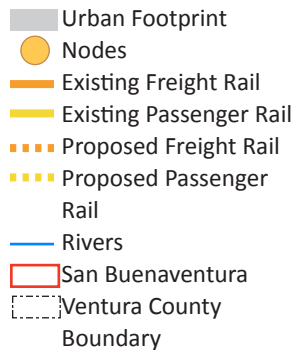 Urban Footprint
Nodes
Existing Freight Rail
Existing Passenger Rail
Proposed Freight Rail
Proposed Passenger
Rail
Rivers
San Buenaventura
Ventura County
Boundary